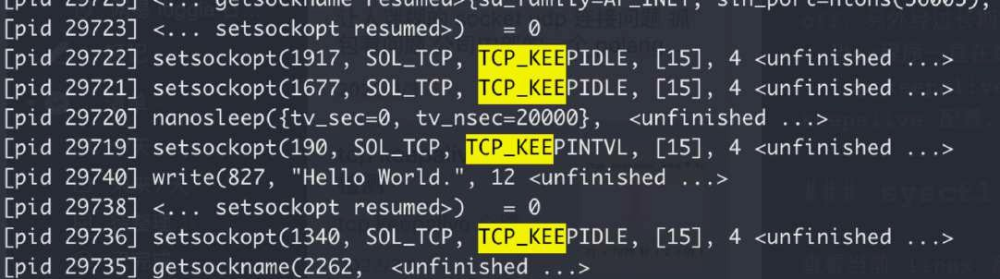 [pid 29725] <... getsockname resumed>{sa_family=AF_INET, sin_port=htons(36005),
[pid 29723] <... setsockopt resumed>)   = 0
[pid 29722] setsockopt(1917, SOL_TCP, TCP_KEEPIDLE, [15], 4 <unfinished ...>
[pid 29721] setsockopt(1677, SOL_TCP, TCP_KEEPIDLE, [15], 4 <unfinished ...>
[pid 29720] nanosleep({tv_sec=0, tv_nsec=20000},  <unfinished ...>
[pid 29719] setsockopt(190, SOL_TCP, TCP_KEEPINTVL, [15], 4 <unfinished ...>
[pid 29740] write(827, "Hello World.", 12 <unfinished ...>
[pid 29738] <... setsockopt resumed>)   = 0
[pid 29736] setsockopt(1340, SOL_TCP, TCP_KEEPIDLE, [15], 4 <unfinished ...>
[pid 29735] getsockname(2262,  <unfinished ...>